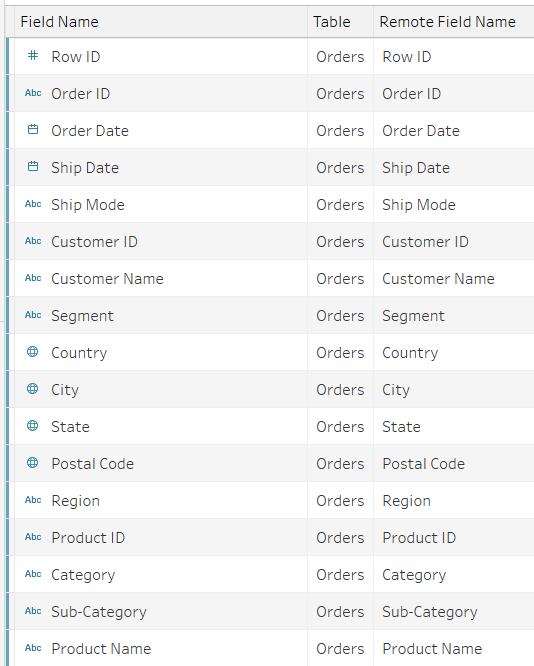 Field Name Table Remote Field Name
# Row ID Orders Row ID
Abc Order ID Orders Order ID
Order Date Orders Order Date
Ship Date Orders Ship Date
Abc Ship Mode Orders Ship Mode
Abc Customer ID Orders Customer ID
Abc Customer Name Orders Customer Name
Abc Segment Orders Segment
Country Orders Country
City Orders City
State Orders State
Postal Code Orders Postal Code
Abc Region Orders Region
Abc Product ID Orders Product ID
Abc Category Orders Category
Abc Sub-Category Orders Sub-Category
Abc Product Name Orders Product Name